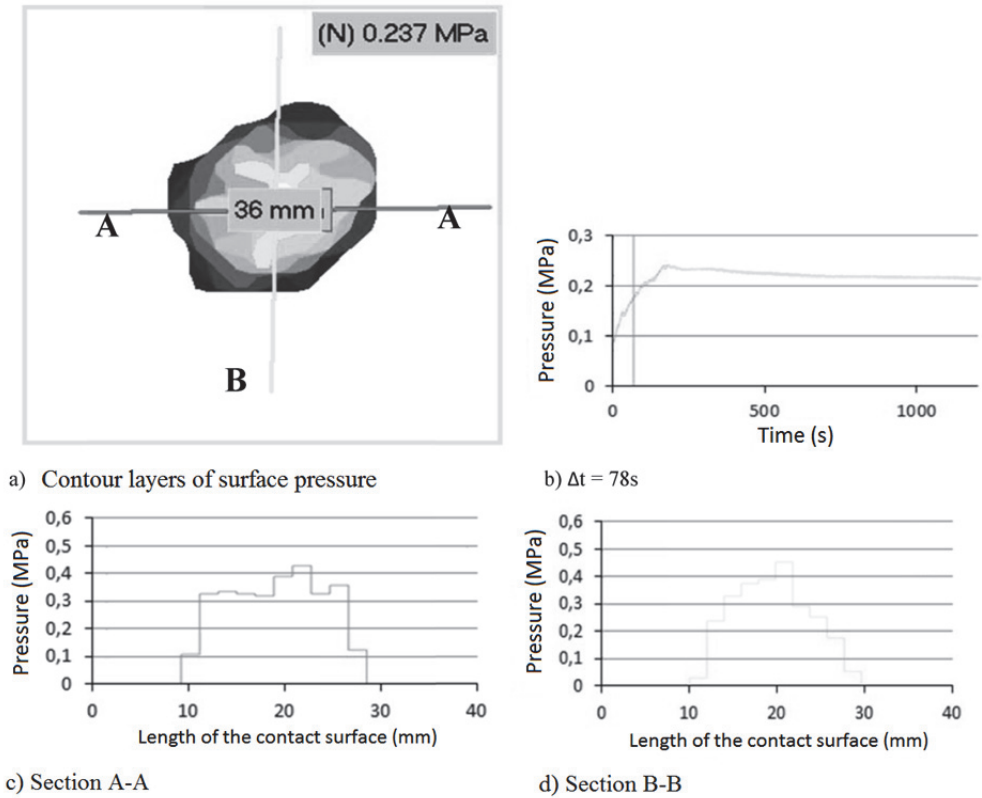 (N) 0.237 MPa
36 mm
A
A
B
a) Contour layers of surface pressure
Pressure (MPa)
0,3
0,2
0,1
0
0 500 1000
Time (s)
b) Δt = 78s
Pressure (MPa)
0,6
0,5
0,4
0,3
0,2
0,1
0
0 10 20 30 40
Length of the contact surface (mm)
c) Section A-A
Pressure (MPa)
0,6
0,5
0,4
0,3
0,2
0,1
0
0 10 20 30 40
Length of the contact surface (mm)
d) Section B-B